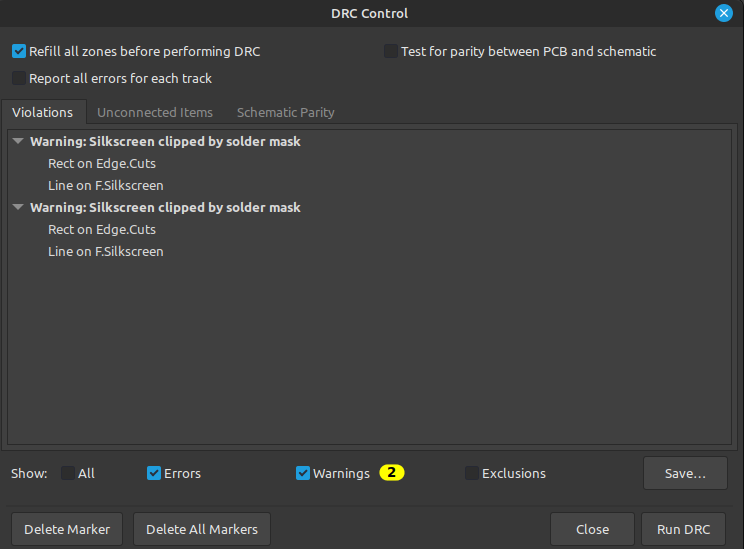 DRC Control
Refill all zones before performing DRC
Test for parity between PCB and schematic
Report all errors for each track
Violations
Unconnected Items
Schematic Parity
Warning: Silkscreen clipped by solder mask
Rect on Edge.Cuts
Line on F.Silkscreen
Warning: Silkscreen clipped by solder mask
Rect on Edge.Cuts
Line on F.Silkscreen
Show:
All
Errors
Warnings
2
Exclusions
Save...
Delete Marker
Delete All Markers
Close
Run DRC